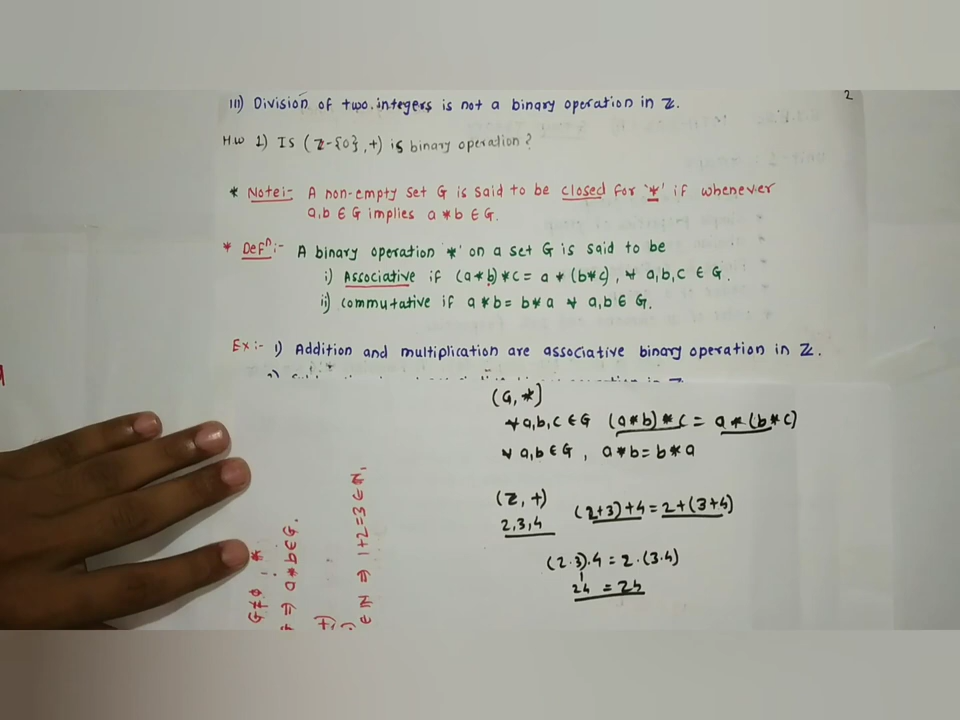 2
III) Division of two integers is not a binary operation in Z.
H.W 1) Is (Z-{0},+) is binary operation?
* Note:- A non-empty set G is said to be closed for '*' if whenever
a,b ∈ G implies a * b ∈ G.
* Defⁿ:- A binary operation '*' on a set G is said to be
i) Associative if (a*b)*c = a * (b*c), ∀ a,b,c ∈ G.
ii) commutative if a*b = b*a ∀ a,b ∈ G.
Ex:- 1) Addition and multiplication are associative binary operation in Z.
(G,*)
∀ a,b,c ∈ G (a*b)*c = a*(b*c)
∀ a,b ∈ G, a*b = b*a
(Z,+)
2,3,4 (2+3)+4 = 2+(3+4)
(2·3)·4 = 2·(3·4)
24 = 24
G≠φ, *
⇒ a*b∈G.
+)
∈ IN ⇒ 1+2=3 ∈ IN,